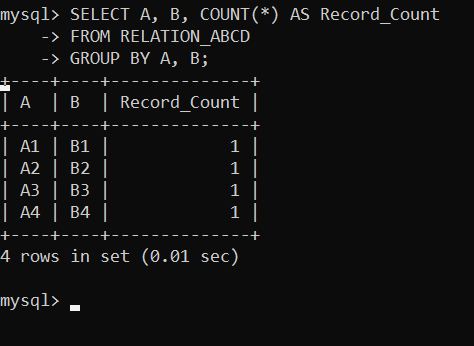 mysql> SELECT A, B, COUNT(*) AS Record_Count
    -> FROM RELATION_ABCD
    -> GROUP BY A, B;
+----+----+--------------+
| A  | B  | Record_Count |
+----+----+--------------+
| A1 | B1 |            1 |
| A2 | B2 |            1 |
| A3 | B3 |            1 |
| A4 | B4 |            1 |
+----+----+--------------+
4 rows in set (0.01 sec)
mysql>